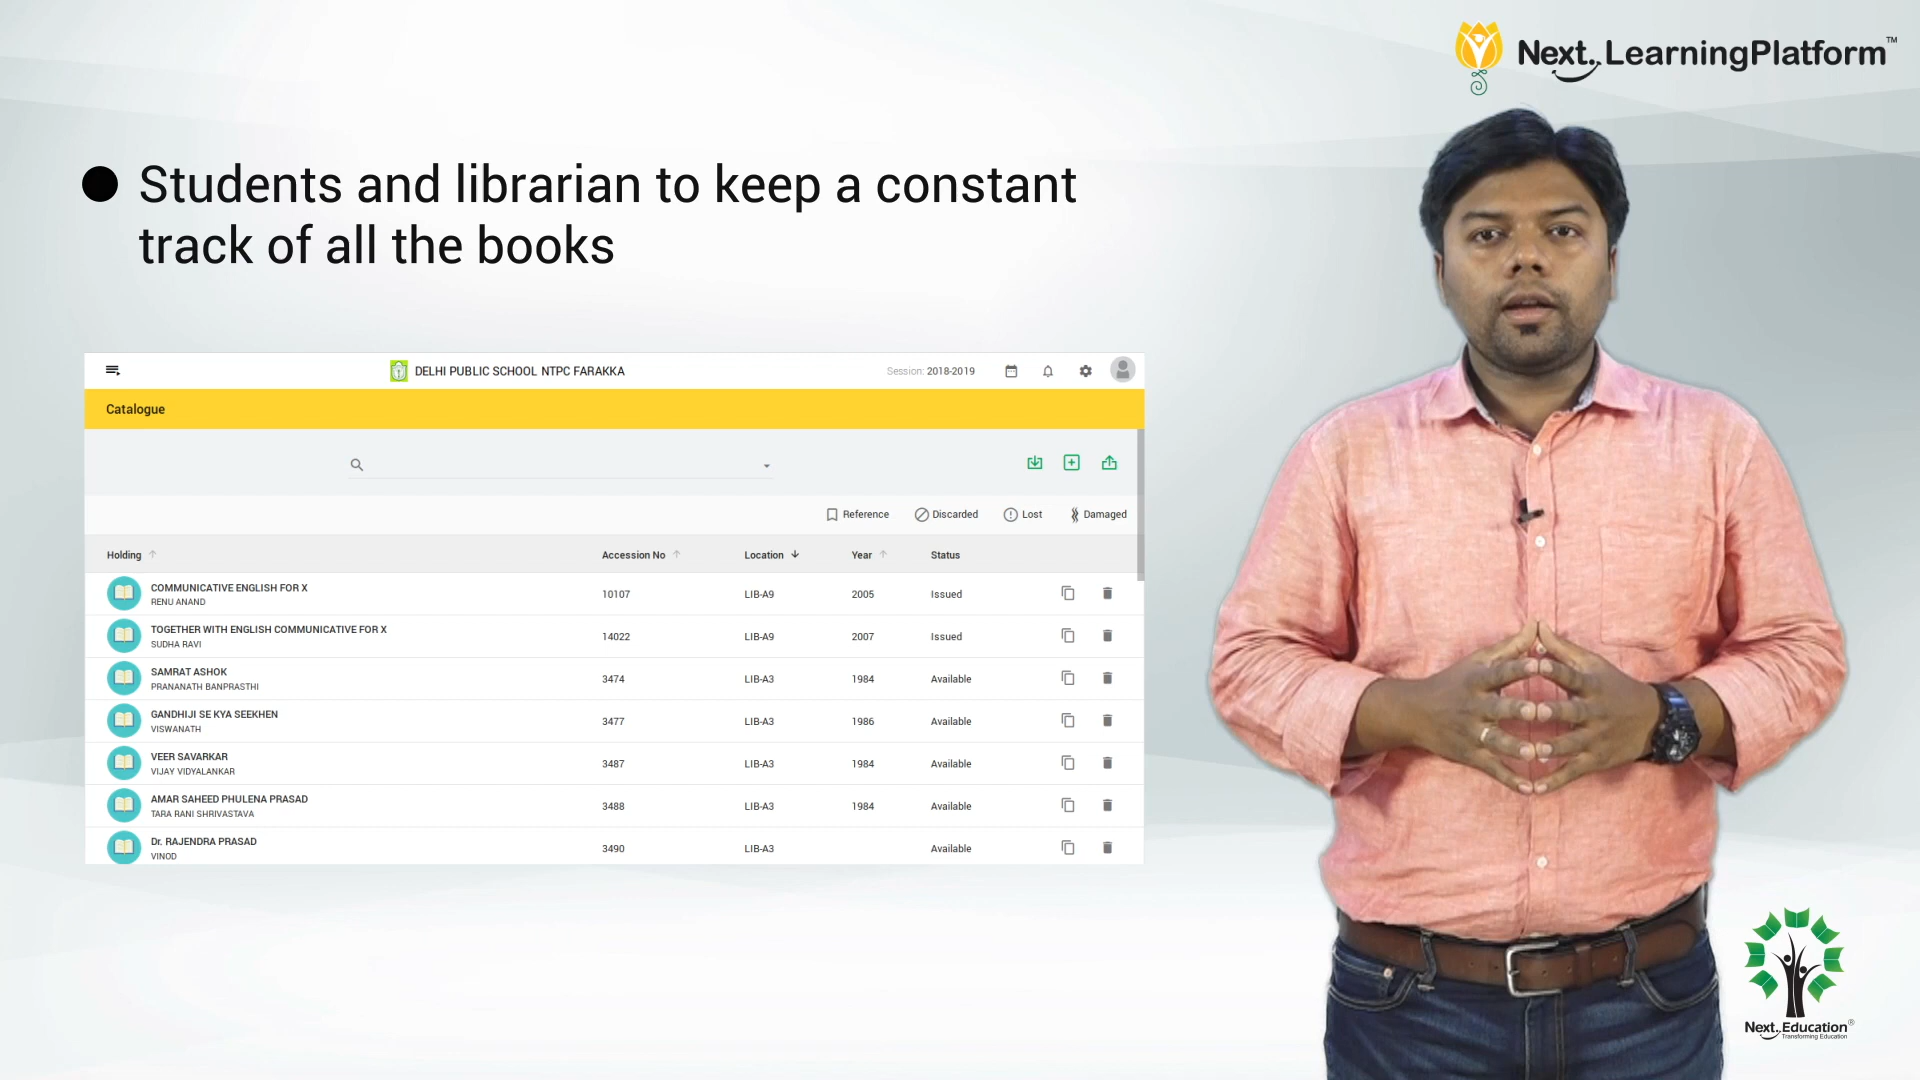 Next. LearningPlatform™
● Students and librarian to keep a constant
track of all the books
DELHI PUBLIC SCHOOL NTPC FARAKKA
Session: 2018-2019
Catalogue
Reference Discarded Lost Damaged
Holding Accession No Location Year Status
COMMUNICATIVE ENGLISH FOR X
RENU ANAND
10107 LIB-A9 2005 Issued
TOGETHER WITH ENGLISH COMMUNICATIVE FOR X
SUDHA RAVI
14022 LIB-A9 2007 Issued
SAMRAT ASHOK
PRANANATH BANPRASTHI
3474 LIB-A3 1984 Available
GANDHIJI SE KYA SEEKHEN
VISWANATH
3477 LIB-A3 1986 Available
VEER SAVARKAR
VIJAY VIDYALANKAR
3487 LIB-A3 1984 Available
AMAR SAHEED PHULENA PRASAD
TARA RANI SHRIVASTAVA
3488 LIB-A3 1984 Available
Dr. RAJENDRA PRASAD
VINOD
3490 LIB-A3 Available
Next. Education®
Transforming Education